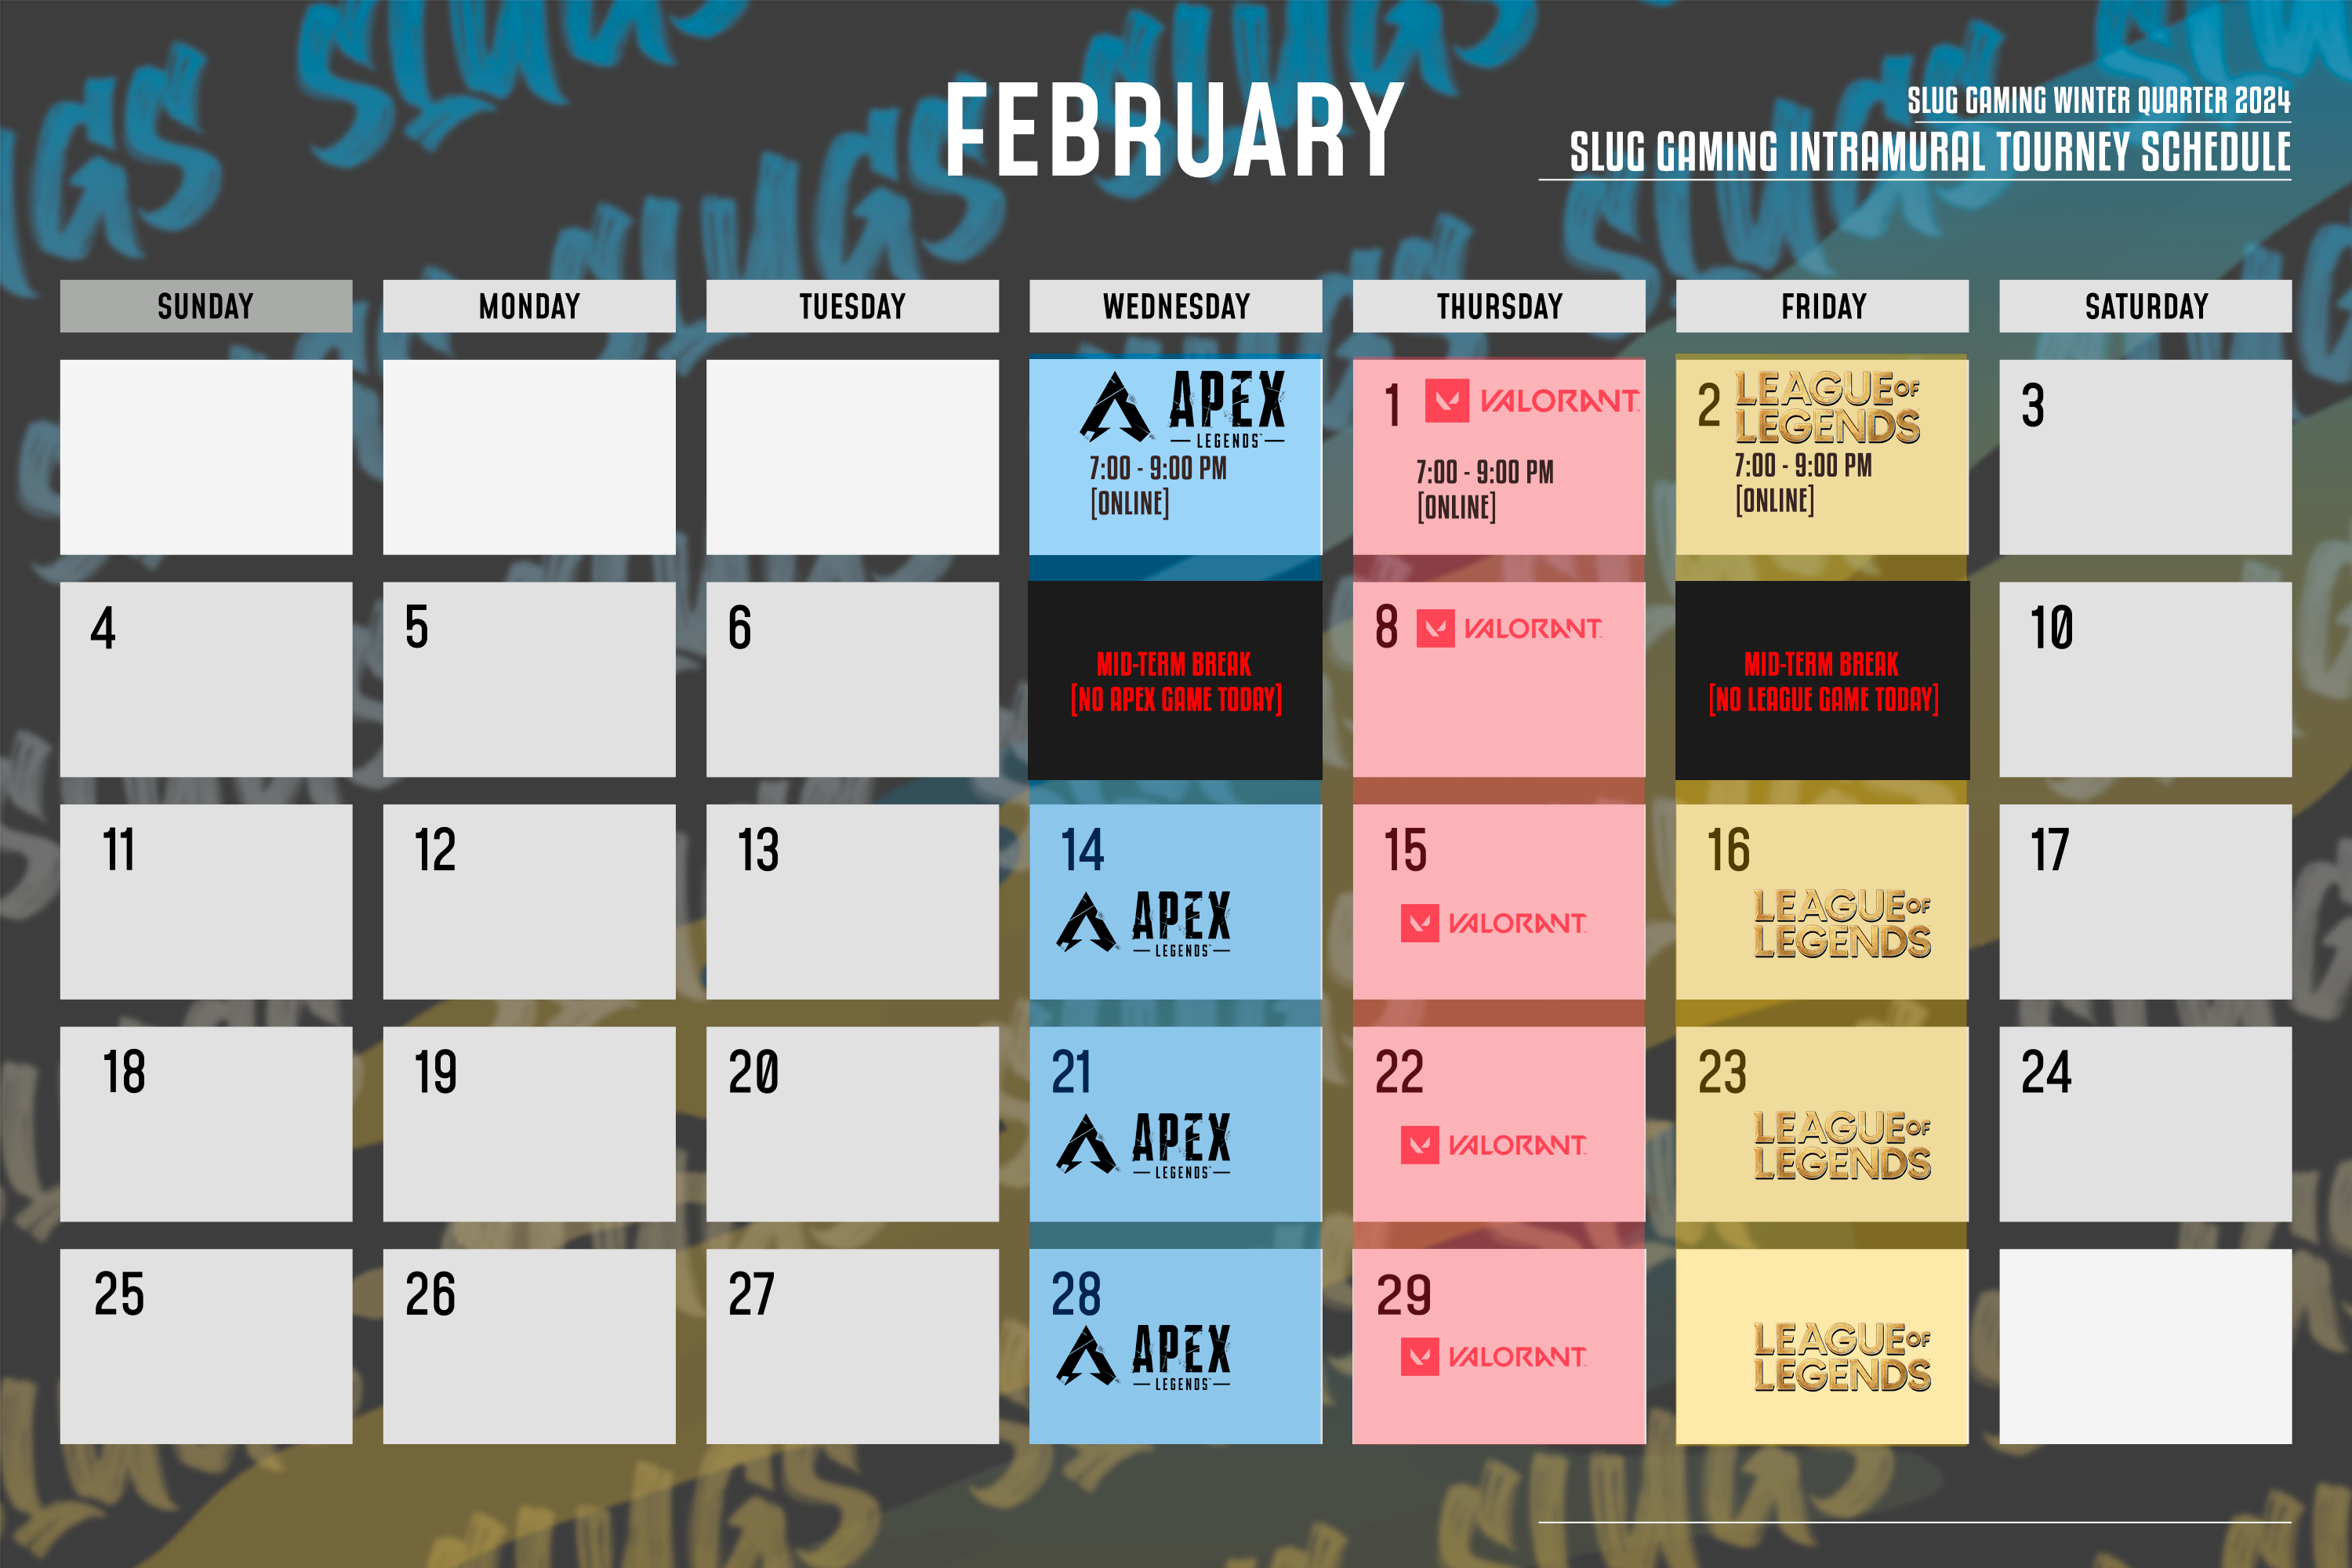 FEBRUARY
SLUG GAMING WINTER QUARTER 2024
SLUG GAMING INTRAMURAL TOURNEY SCHEDULE
SUNDAY MONDAY TUESDAY WEDNESDAY THURSDAY FRIDAY SATURDAY
APEX
LEGENDS™
7:00 - 9:00 PM
[ONLINE]
1 VALORANT
7:00 - 9:00 PM
[ONLINE]
2 LEAGUE OF
LEGENDS
7:00 - 9:00 PM
[ONLINE]
3
4
5
6
MID-TERM BREAK
[NO APEX GAME TODAY]
8 VALORANT
MID-TERM BREAK
[NO LEAGUE GAME TODAY]
10
11
12
13
14
APEX
LEGENDS™
15
VALORANT
16
LEAGUE OF
LEGENDS
17
18
19
20
21
APEX
LEGENDS™
22
VALORANT
23
LEAGUE OF
LEGENDS
24
25
26
27
28
APEX
LEGENDS™
29
VALORANT
LEAGUE OF
LEGENDS
SLUGS